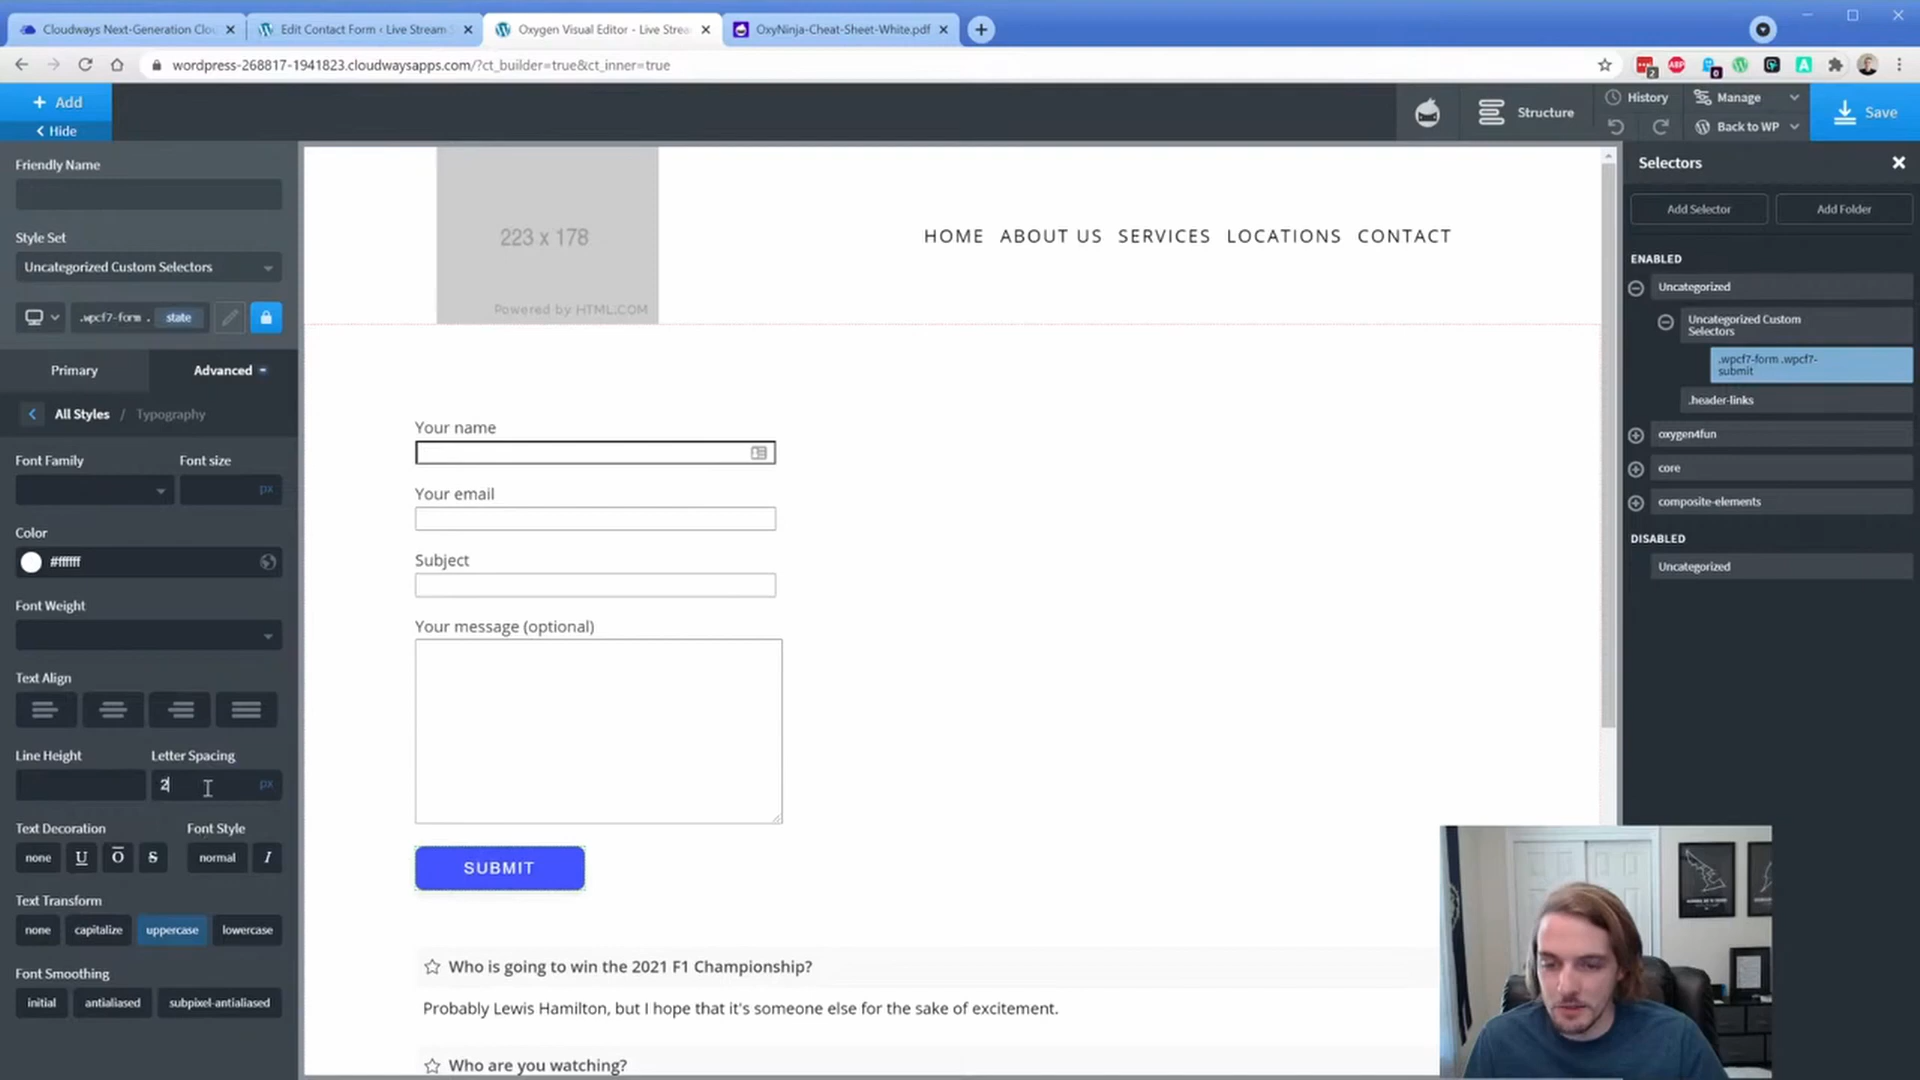 Cloudways Next-Generation Clou
Edit Contact Form ‹ Live Stream S
Oxygen Visual Editor - Live Strea
OxyNinja-Cheat-Sheet-White.pdf
wordpress-268817-1941823.cloudwaysapps.com/?ct_builder=true&ct_inner=true
ABP
2
0
A
+ Add
Hide
Structure
History
Manage
Back to WP
Save
Friendly Name
Style Set
Uncategorized Custom Selectors
.wpcf7-form . state
Primary
Advanced
All Styles / Typography
Font Family
Font size
px
Color
#ffffff
Font Weight
Text Align
Line Height
Letter Spacing
2
px
Text Decoration
Font Style
none
U
O
S
normal
I
Text Transform
none
capitalize
uppercase
lowercase
Font Smoothing
initial
antialiased
subpixel-antialiased
223 x 178
Powered by HTML.COM
HOME ABOUT US SERVICES LOCATIONS CONTACT
Your name
Your email
Subject
Your message (optional)
SUBMIT
Who is going to win the 2021 F1 Championship?
Probably Lewis Hamilton, but I hope that it's someone else for the sake of excitement.
Who are you watching?
Selectors
Add Selector
Add Folder
ENABLED
Uncategorized
Uncategorized Custom
Selectors
.wpcf7-form .wpcf7-
submit
.header-links
oxygen4fun
core
composite-elements
DISABLED
Uncategorized